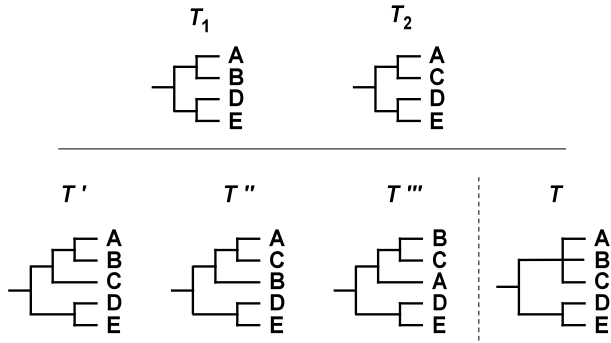 T1 T2
A A
B C
D D
E E
T ' T '' T ''' T
A A B A
B C C B
C B A C
D D D D
E E E E